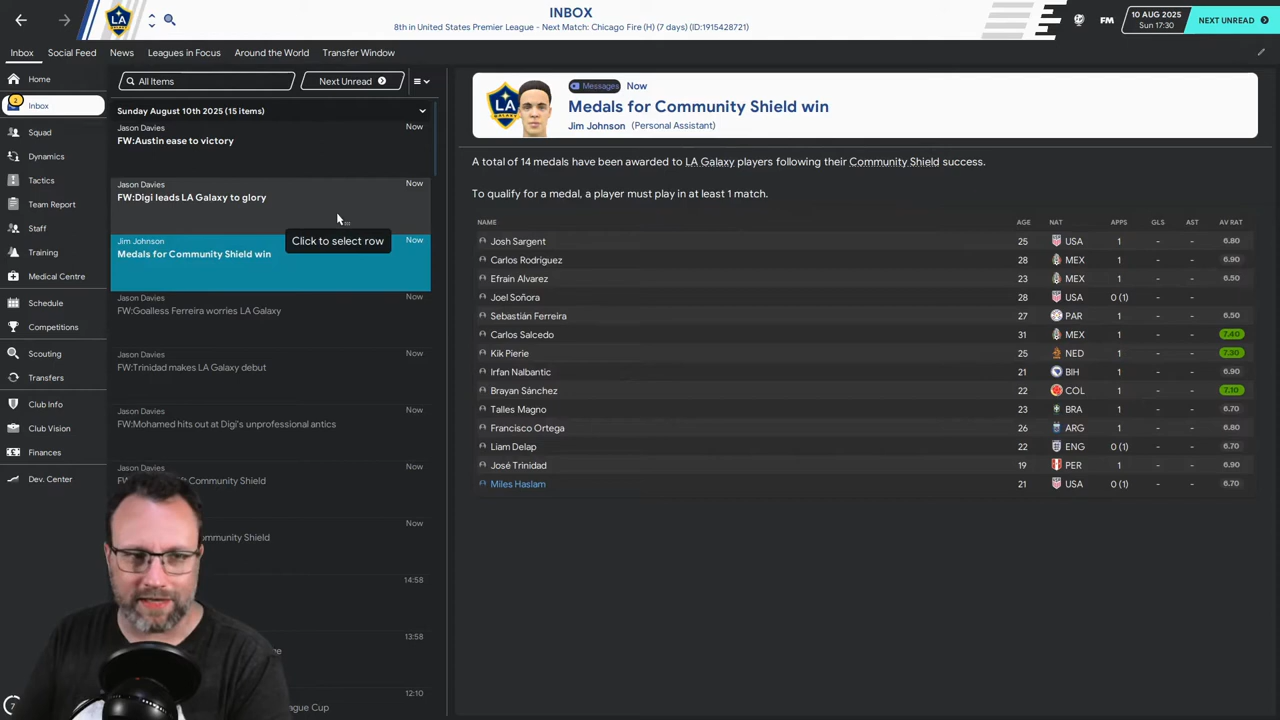 INBOX
8th in United States Premier League - Next Match: Chicago Fire (H) (7 days) (ID:1915428721)
FM
10 AUG 2025
Sun 17:30
NEXT UNREAD
Inbox Social Feed News Leagues in Focus Around the World Transfer Window
Home
2
Inbox
Squad
Dynamics
Tactics
Team Report
Staff
Training
Medical Centre
Schedule
Competitions
Scouting
Transfers
Club Info
Club Vision
Finances
Dev. Center
7
All Items
Next Unread
Sunday August 10th 2025 (15 items)
Jason Davies Now
FW:Austin ease to victory
Jason Davies Now
FW:Digi leads LA Galaxy to glory
Click to select row
Jim Johnson Now
Medals for Community Shield win
Jason Davies Now
FW:Goalless Ferreira worries LA Galaxy
Jason Davies Now
FW:Trinidad makes LA Galaxy debut
Jason Davies Now
FW:Mohamed hits out at Digi's unprofessional antics
Jason Davies Now
Community Shield
Now
Community Shield
14:58
13:58
12:10
League Cup
LA
Messages Now
Medals for Community Shield win
Jim Johnson (Personal Assistant)
A total of 14 medals have been awarded to LA Galaxy players following their Community Shield success.
To qualify for a medal, a player must play in at least 1 match.
NAME AGE NAT APPS GLS AST AV RAT
Josh Sargent 25 USA 1 - - 6.80
Carlos Rodriguez 28 MEX 1 - - 6.90
Efrain Alvarez 23 MEX 1 - - 6.50
Joel Soñora 28 USA 0 (1) - - -
Sebastián Ferreira 27 PAR 1 - - 6.50
Carlos Salcedo 31 MEX 1 - - 7.40
Kik Pierie 25 NED 1 - - 7.30
Irfan Nalbantic 21 BIH 1 - - 6.90
Brayan Sánchez 22 COL 1 - - 7.10
Talles Magno 23 BRA 1 - - 6.70
Francisco Ortega 26 ARG 1 - - 6.80
Liam Delap 22 ENG 0 (1) - - 6.70
José Trinidad 19 PER 1 - - 6.90
Miles Haslam 21 USA 0 (1) - - 6.70